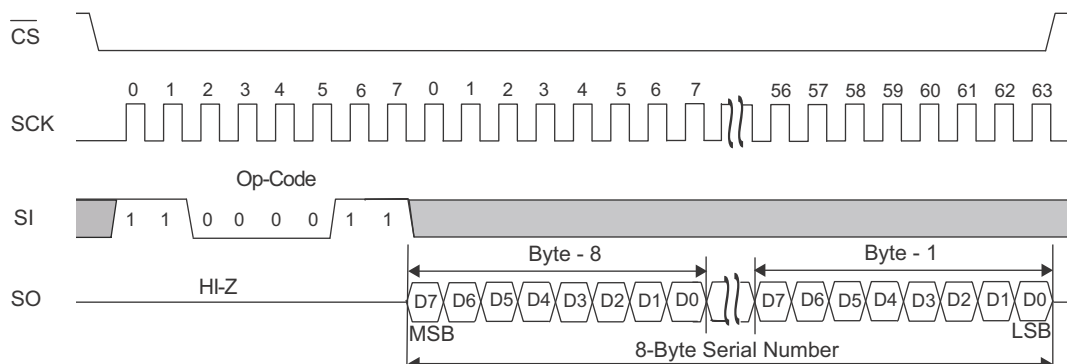 CS
0 1 2 3 4 5 6 7 0 1 2 3 4 5 6 7 56 57 58 59 60 61 62 63
SCK
Op-Code
SI 1 1 0 0 0 0 1 1
Byte - 8 Byte - 1
HI-Z
SO D7 D6 D5 D4 D3 D2 D1 D0 D7 D6 D5 D4 D3 D2 D1 D0
MSB LSB
8-Byte Serial Number